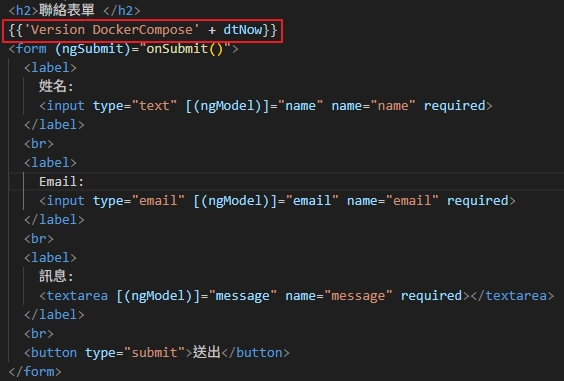 <h2>聯絡表單 </h2>
{{'Version DockerCompose' + dtNow}}
<form (ngSubmit)="onSubmit()">
  <label>
    姓名:
    <input type="text" [(ngModel)]="name" name="name" required>
  </label>
  <br>
  <label>
    Email:
    <input type="email" [(ngModel)]="email" name="email" required>
  </label>
  <br>
  <label>
    訊息:
    <textarea [(ngModel)]="message" name="message" required></textarea>
  </label>
  <br>
  <button type="submit">送出</button>
</form>